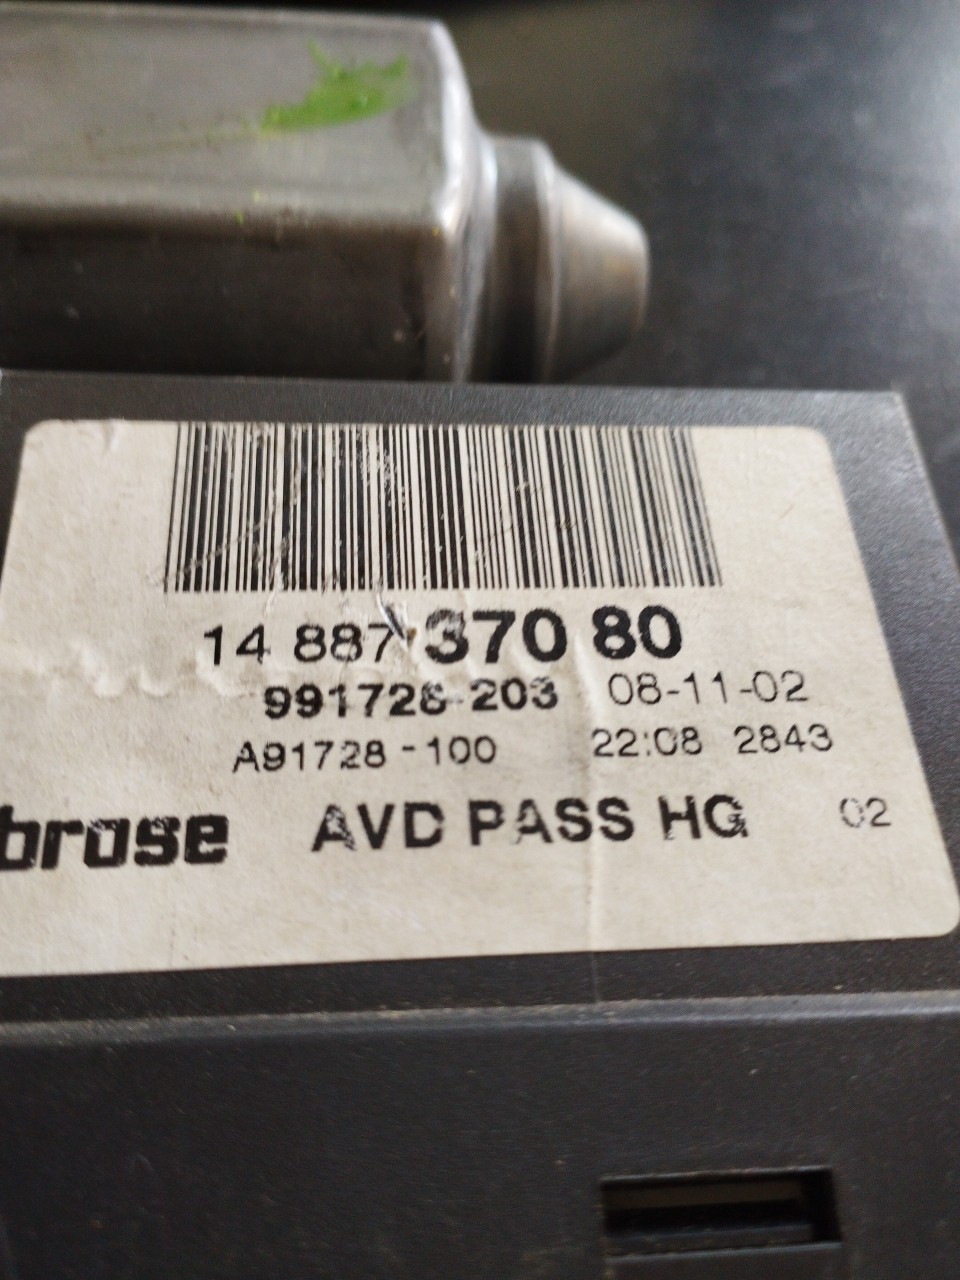 14 887 370 80
991728-203 08-11-02
A91728-100 22:08 2843
brose AVD PASS HG 02